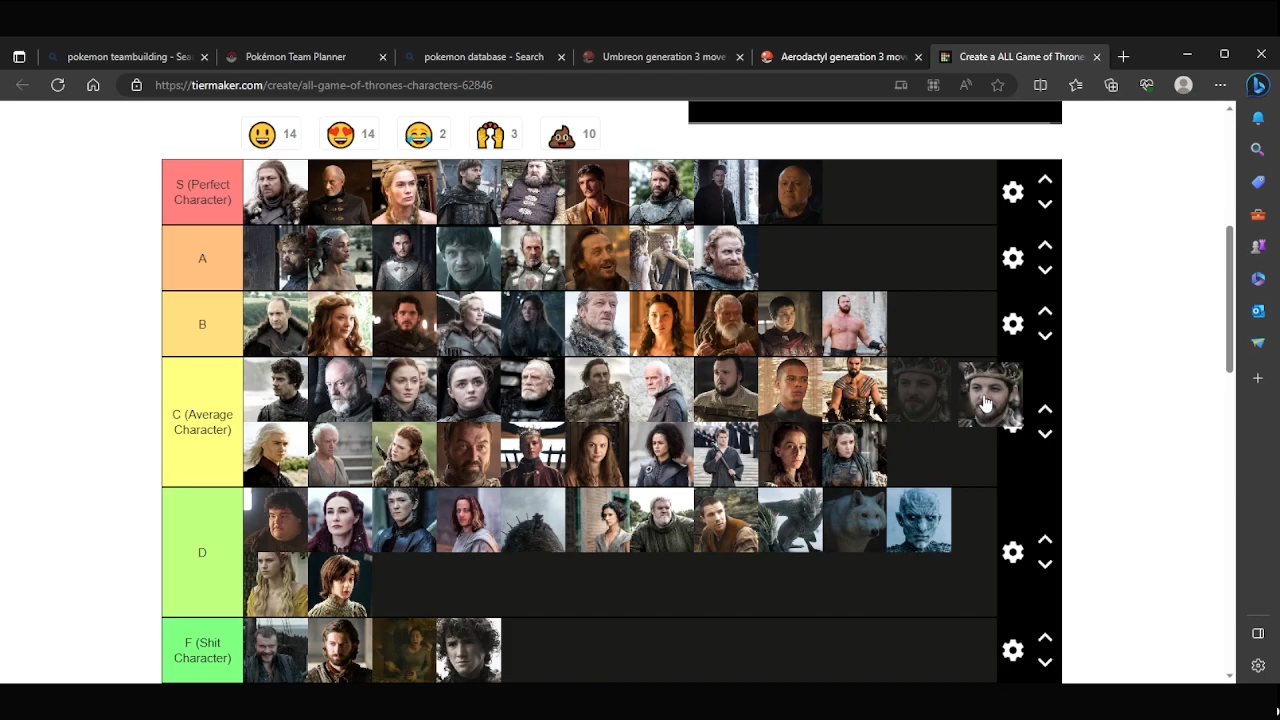 pokemon teambuilding - Sea
Pokémon Team Planner
pokemon database - Search
Umbreon generation 3 move
Aerodactyl generation 3 mov
Create a ALL Game of Throne
https://tiermaker.com/create/all-game-of-thrones-characters-62846
14
14
2
3
10
S (Perfect
Character)
A
B
C (Average
Character)
D
F (Shit
Character)